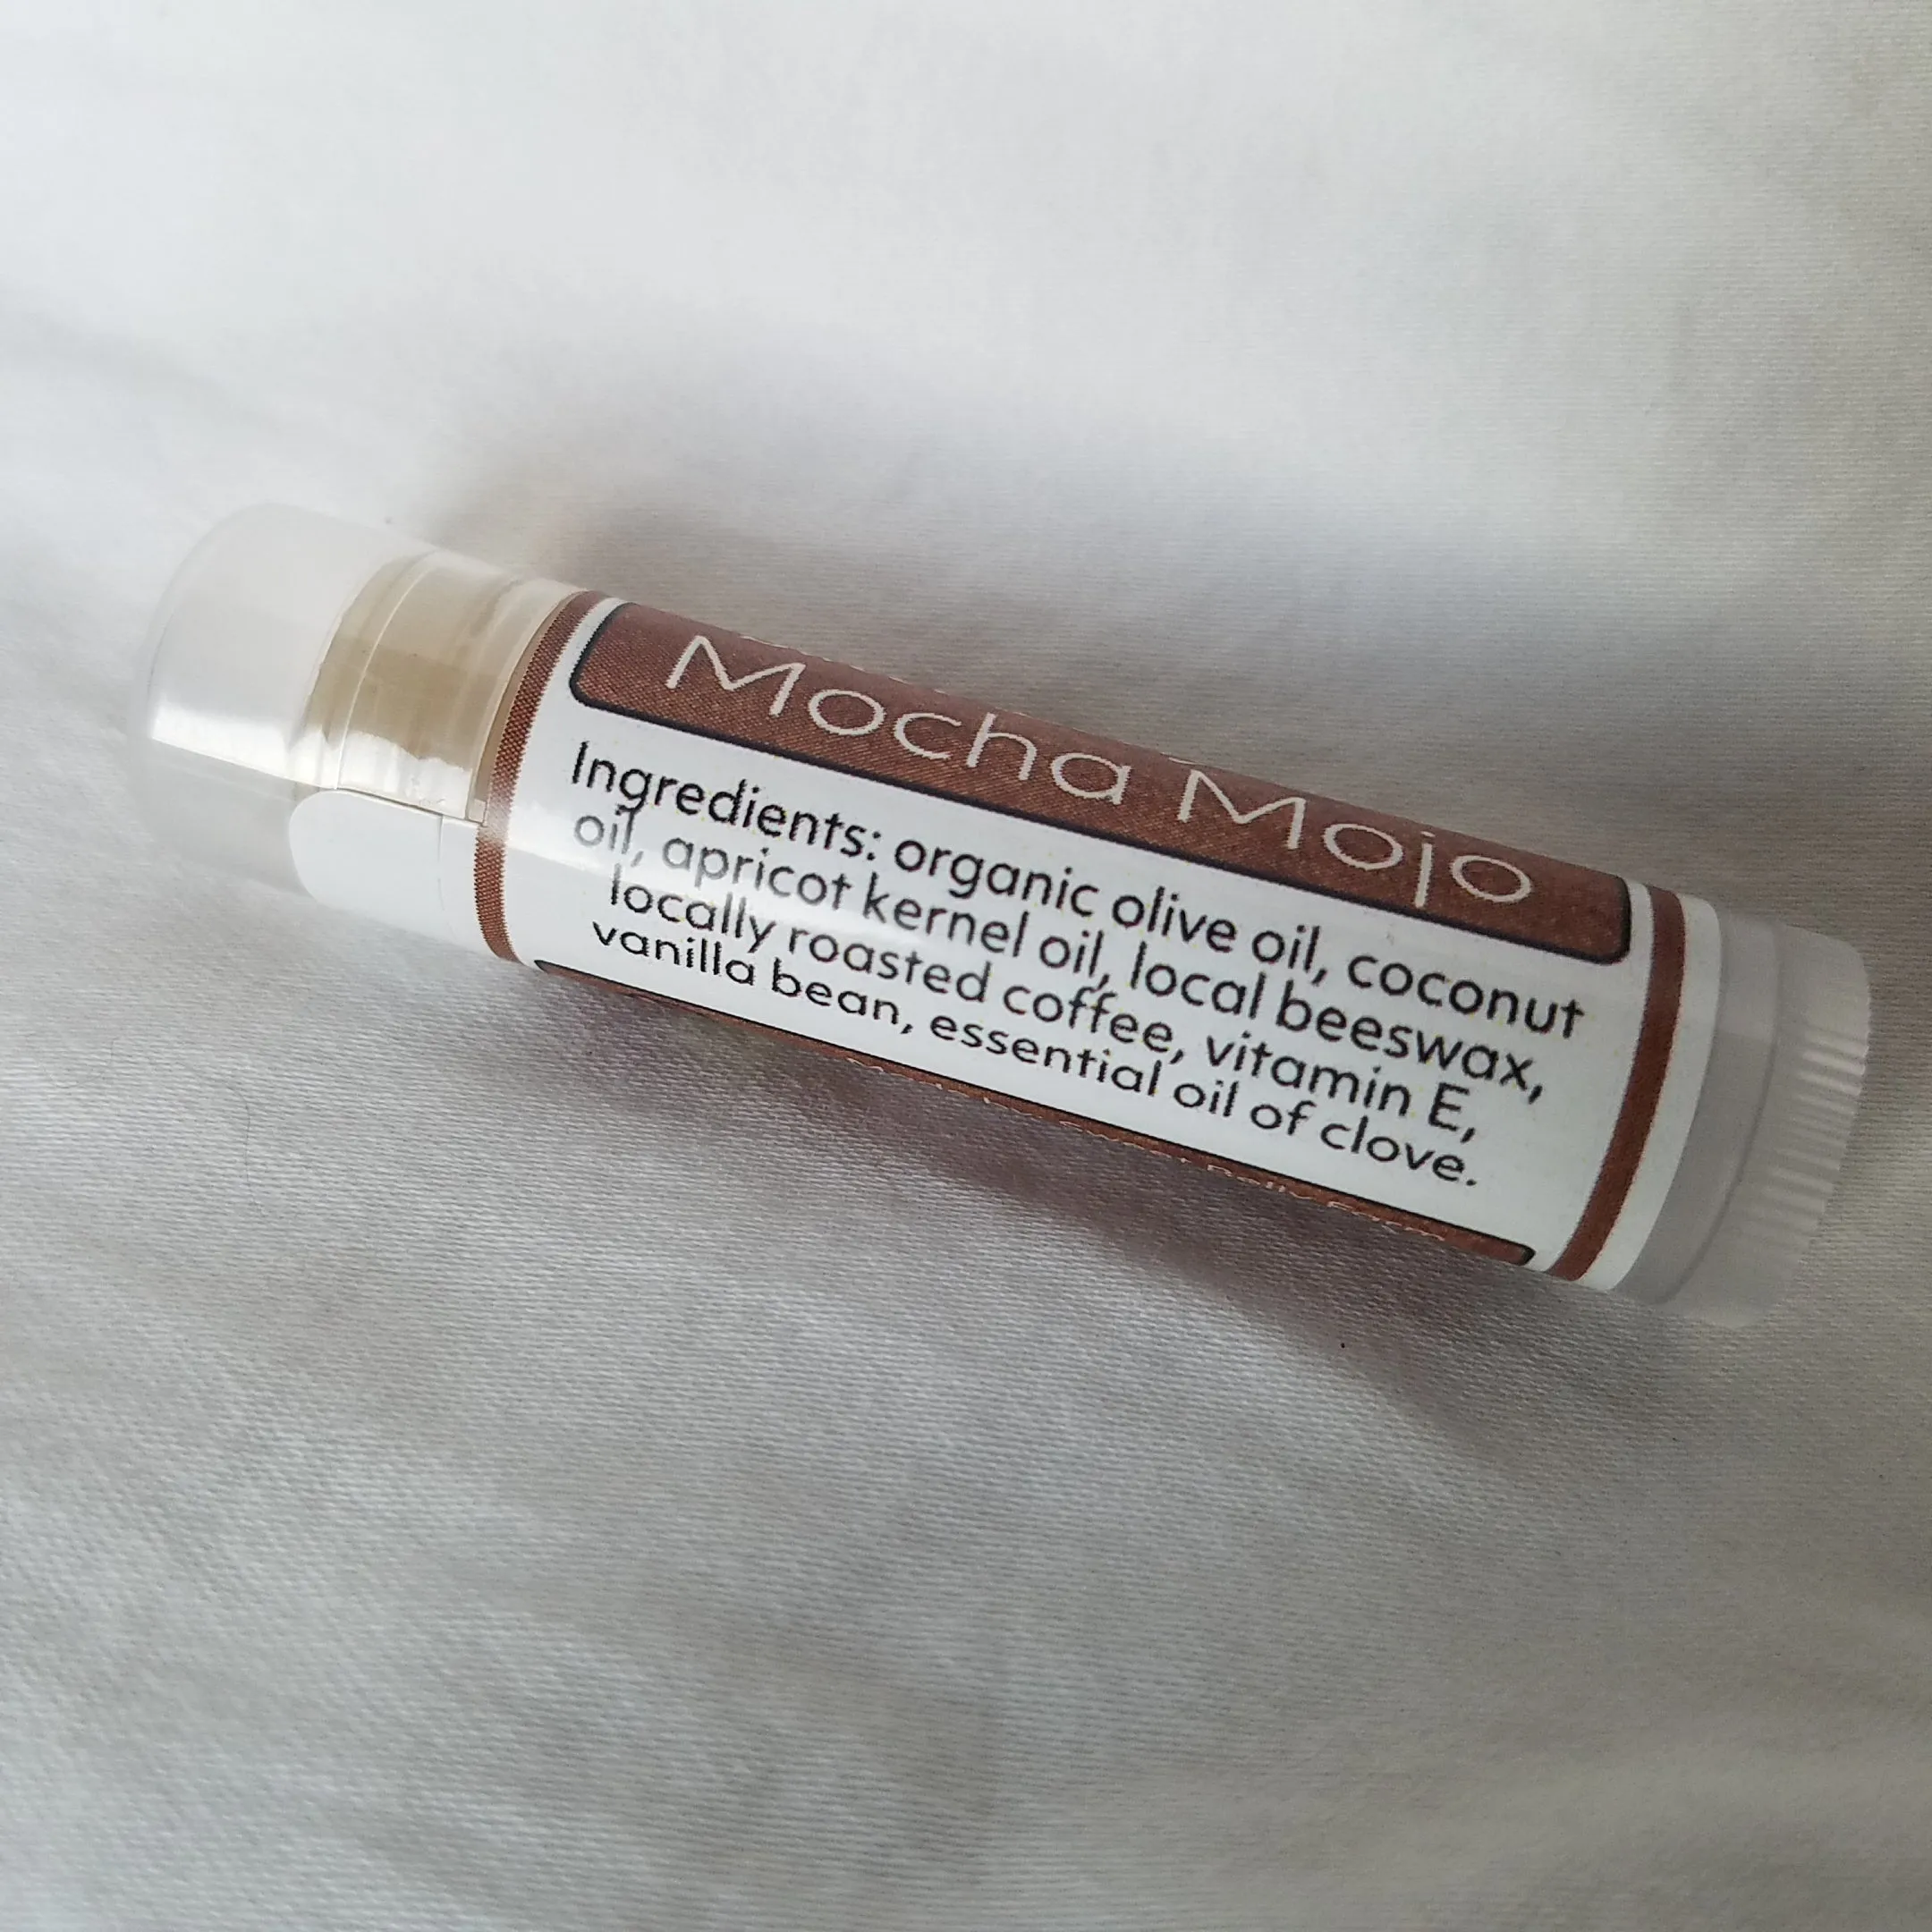 Mocha Mojo
Ingredients: organic olive oil, coconut
oil, apricot kernel oil, local beeswax,
locally roasted coffee, vitamin E,
vanilla bean, essential oil of clove.